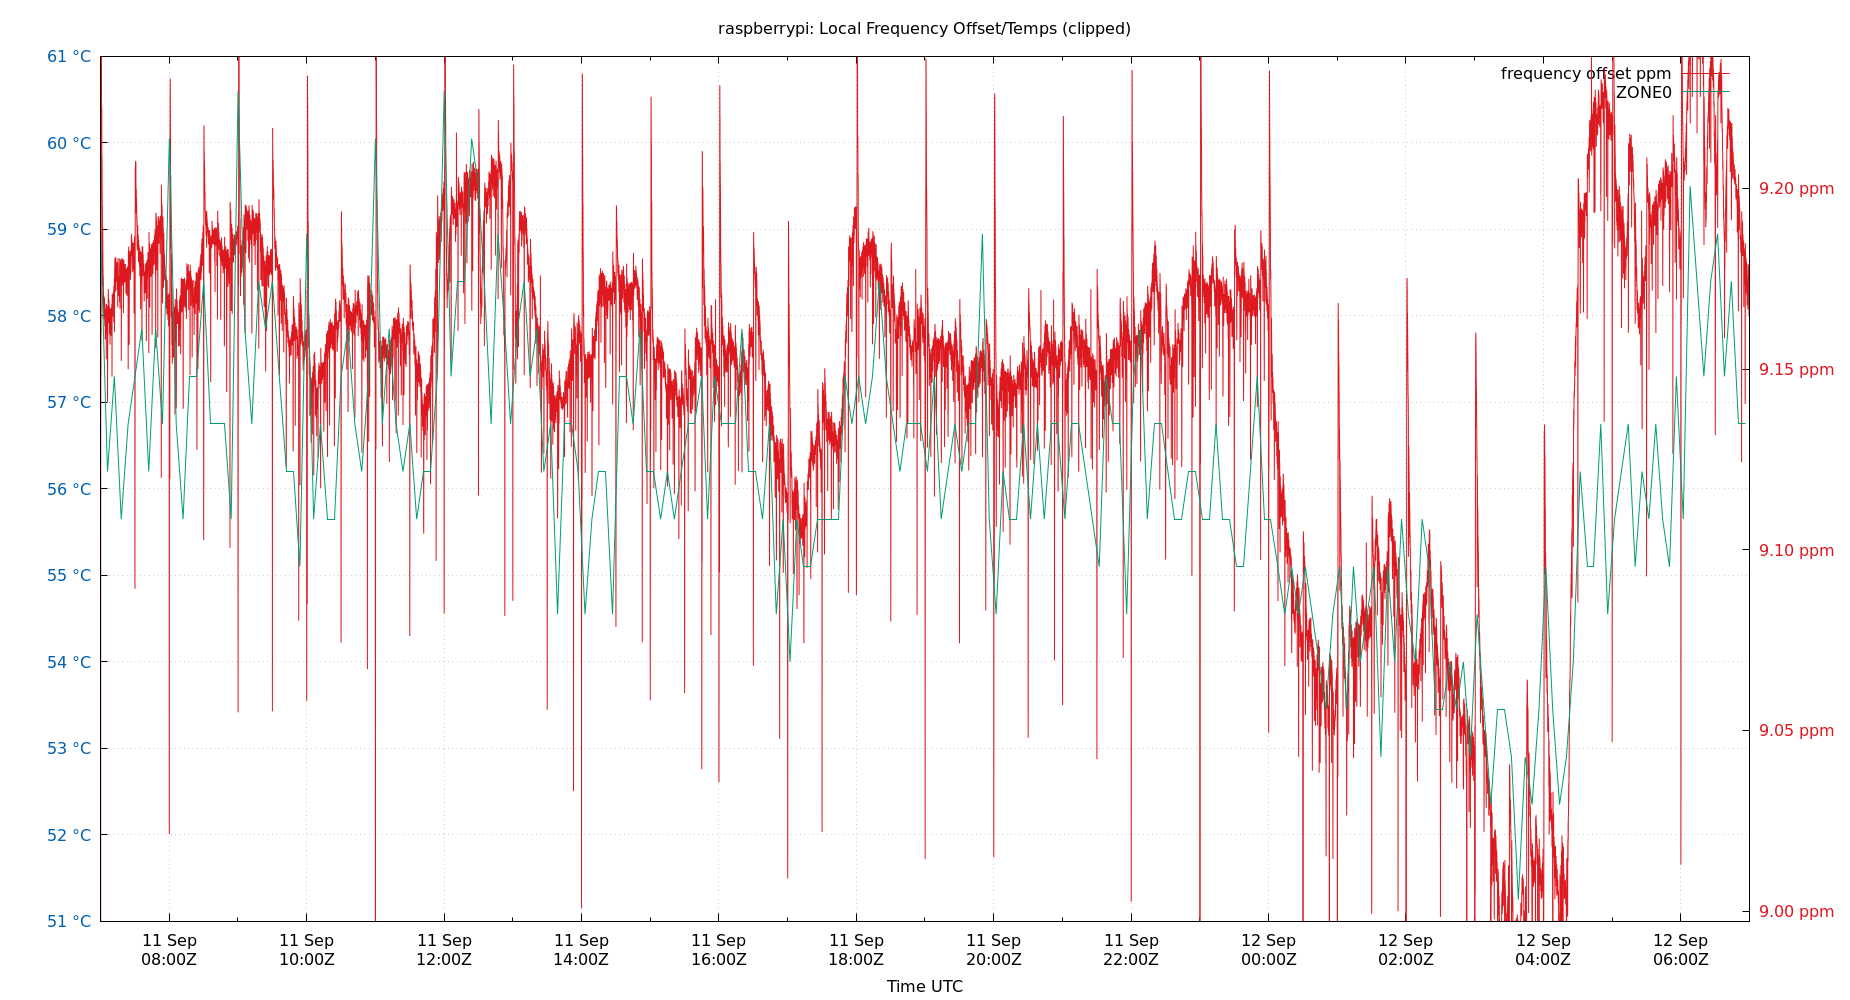 raspberrypi: Local Frequency Offset/Temps (clipped)
61 °C
60 °C
59 °C
58 °C
57 °C
56 °C
55 °C
54 °C
53 °C
52 °C
51 °C
frequency offset ppm
ZONE0
9.20 ppm
9.15 ppm
9.10 ppm
9.05 ppm
9.00 ppm
11 Sep 11 Sep 11 Sep 11 Sep 11 Sep 11 Sep 11 Sep 11 Sep 12 Sep 12 Sep 12 Sep 12 Sep
08:00Z 10:00Z 12:00Z 14:00Z 16:00Z 18:00Z 20:00Z 22:00Z 00:00Z 02:00Z 04:00Z 06:00Z
Time UTC